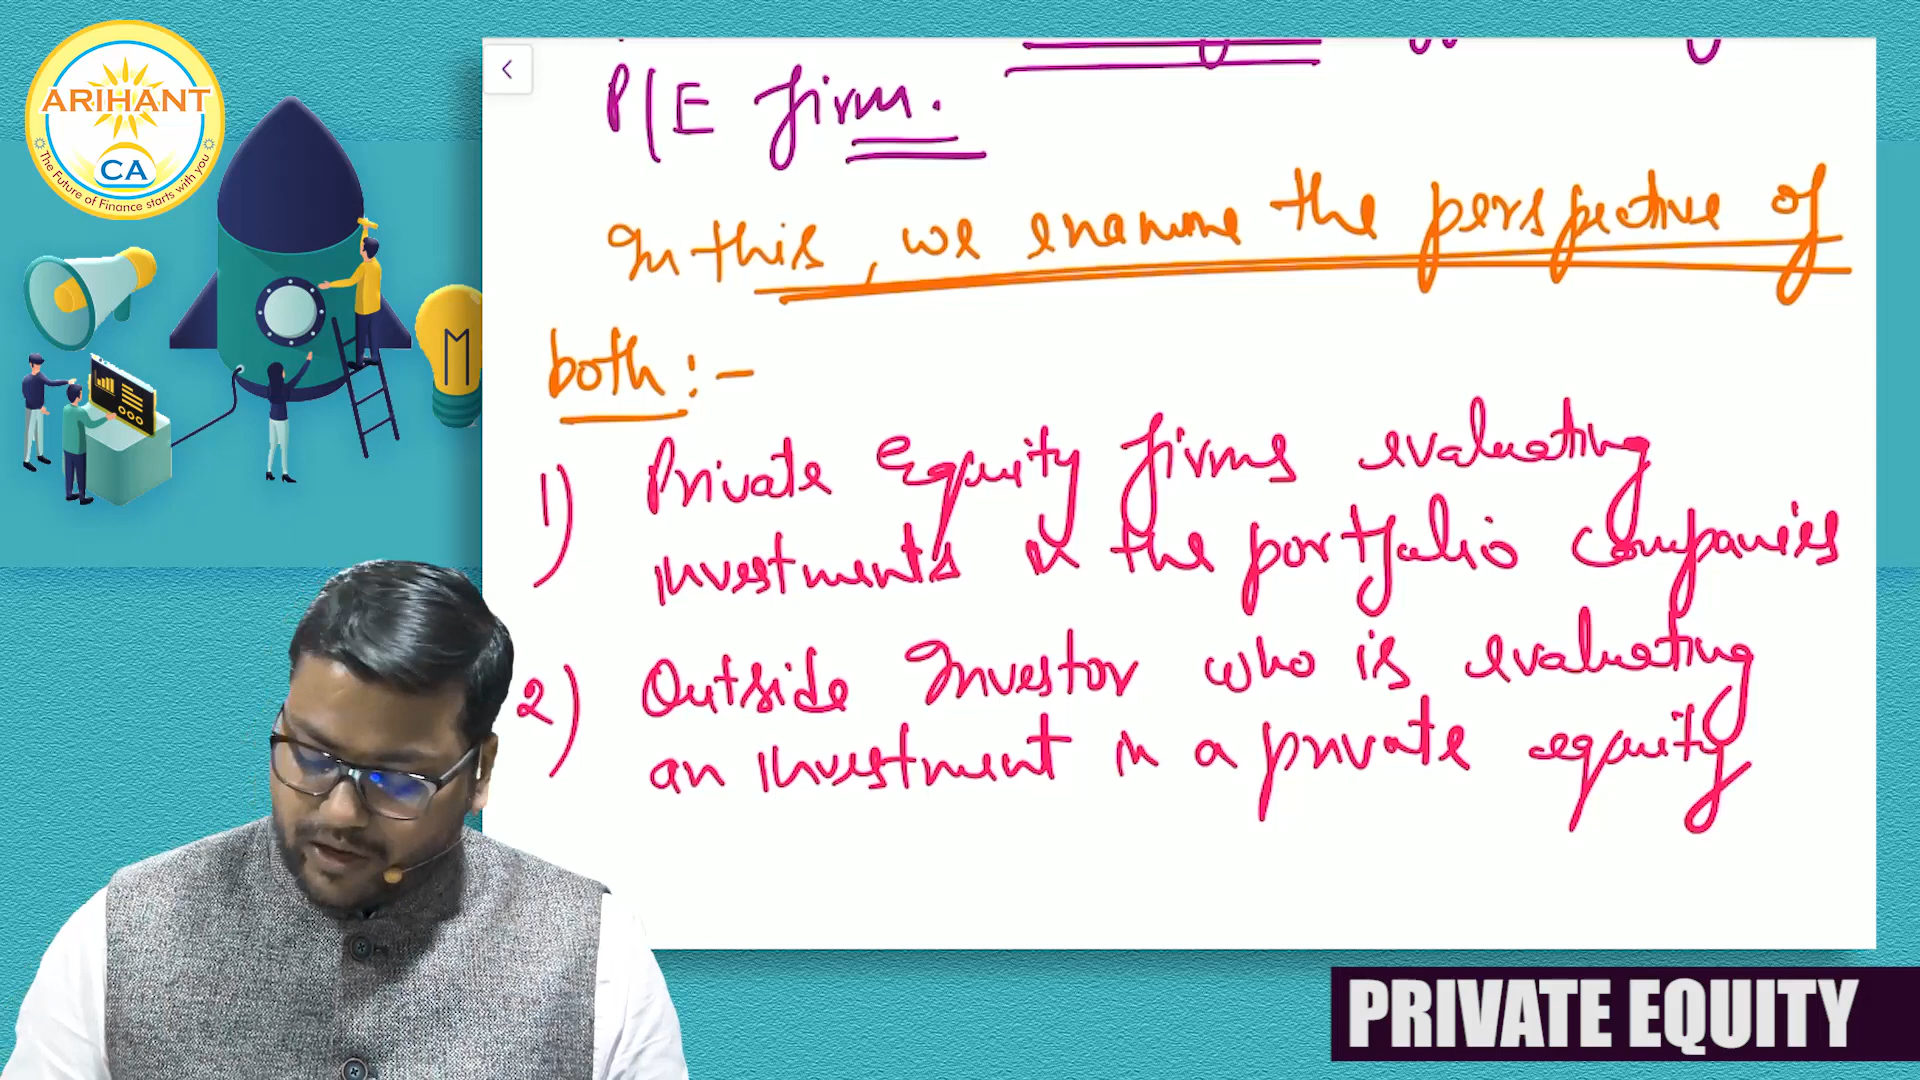 ARIHANT
CA
The Future of Finance starts with you
P/E firm.
In this, we examine the perspective of
both :-
1) Private Equity firms evaluating
investments in the portfolio companies
2) Outside Investor who is evaluating
an investment in a private equity
PRIVATE EQUITY